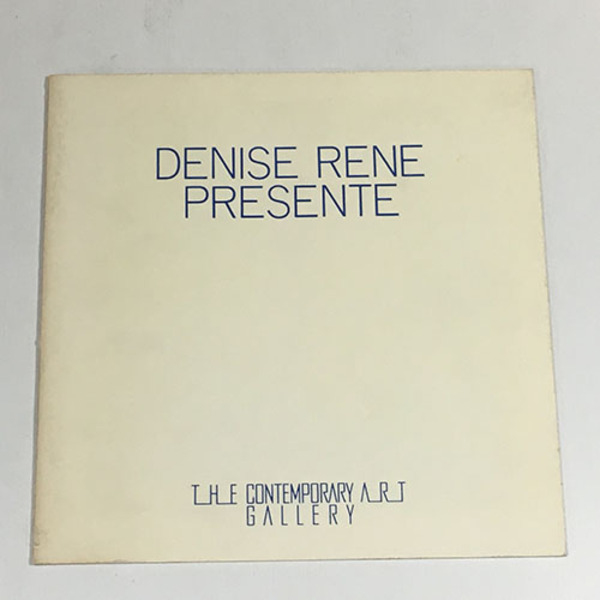 DENISE RENE
PRESENTE
THE CONTEMPORARY ART
GALLERY